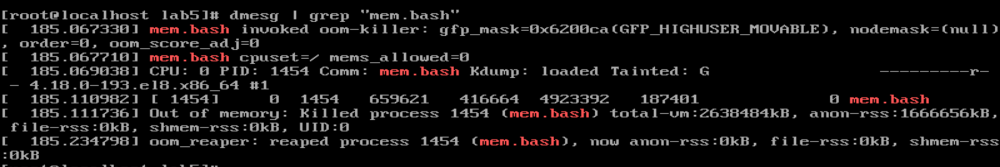 [root@localhost lab5]# dmesg | grep "mem.bash"
[  185.067330] mem.bash invoked oom-killer: gfp_mask=0x6200ca(GFP_HIGHUSER_MOVABLE), nodemask=(null)
, order=0, oom_score_adj=0
[  185.067710] mem.bash cpuset=/ mems_allowed=0
[  185.069038] CPU: 0 PID: 1454 Comm: mem.bash Kdump: loaded Tainted: G                 ---------r-
 - 4.18.0-193.el8.x86_64 #1
[  185.110982] [ 1454]     0  1454   659621   416664  4923392   187401             0 mem.bash
[  185.111736] Out of memory: Killed process 1454 (mem.bash) total-vm:2638484kB, anon-rss:1666656kB,
 file-rss:0kB, shmem-rss:0kB, UID:0
[  185.234798] oom_reaper: reaped process 1454 (mem.bash), now anon-rss:0kB, file-rss:0kB, shmem-rss
:0kB
[root@localhost lab5]#